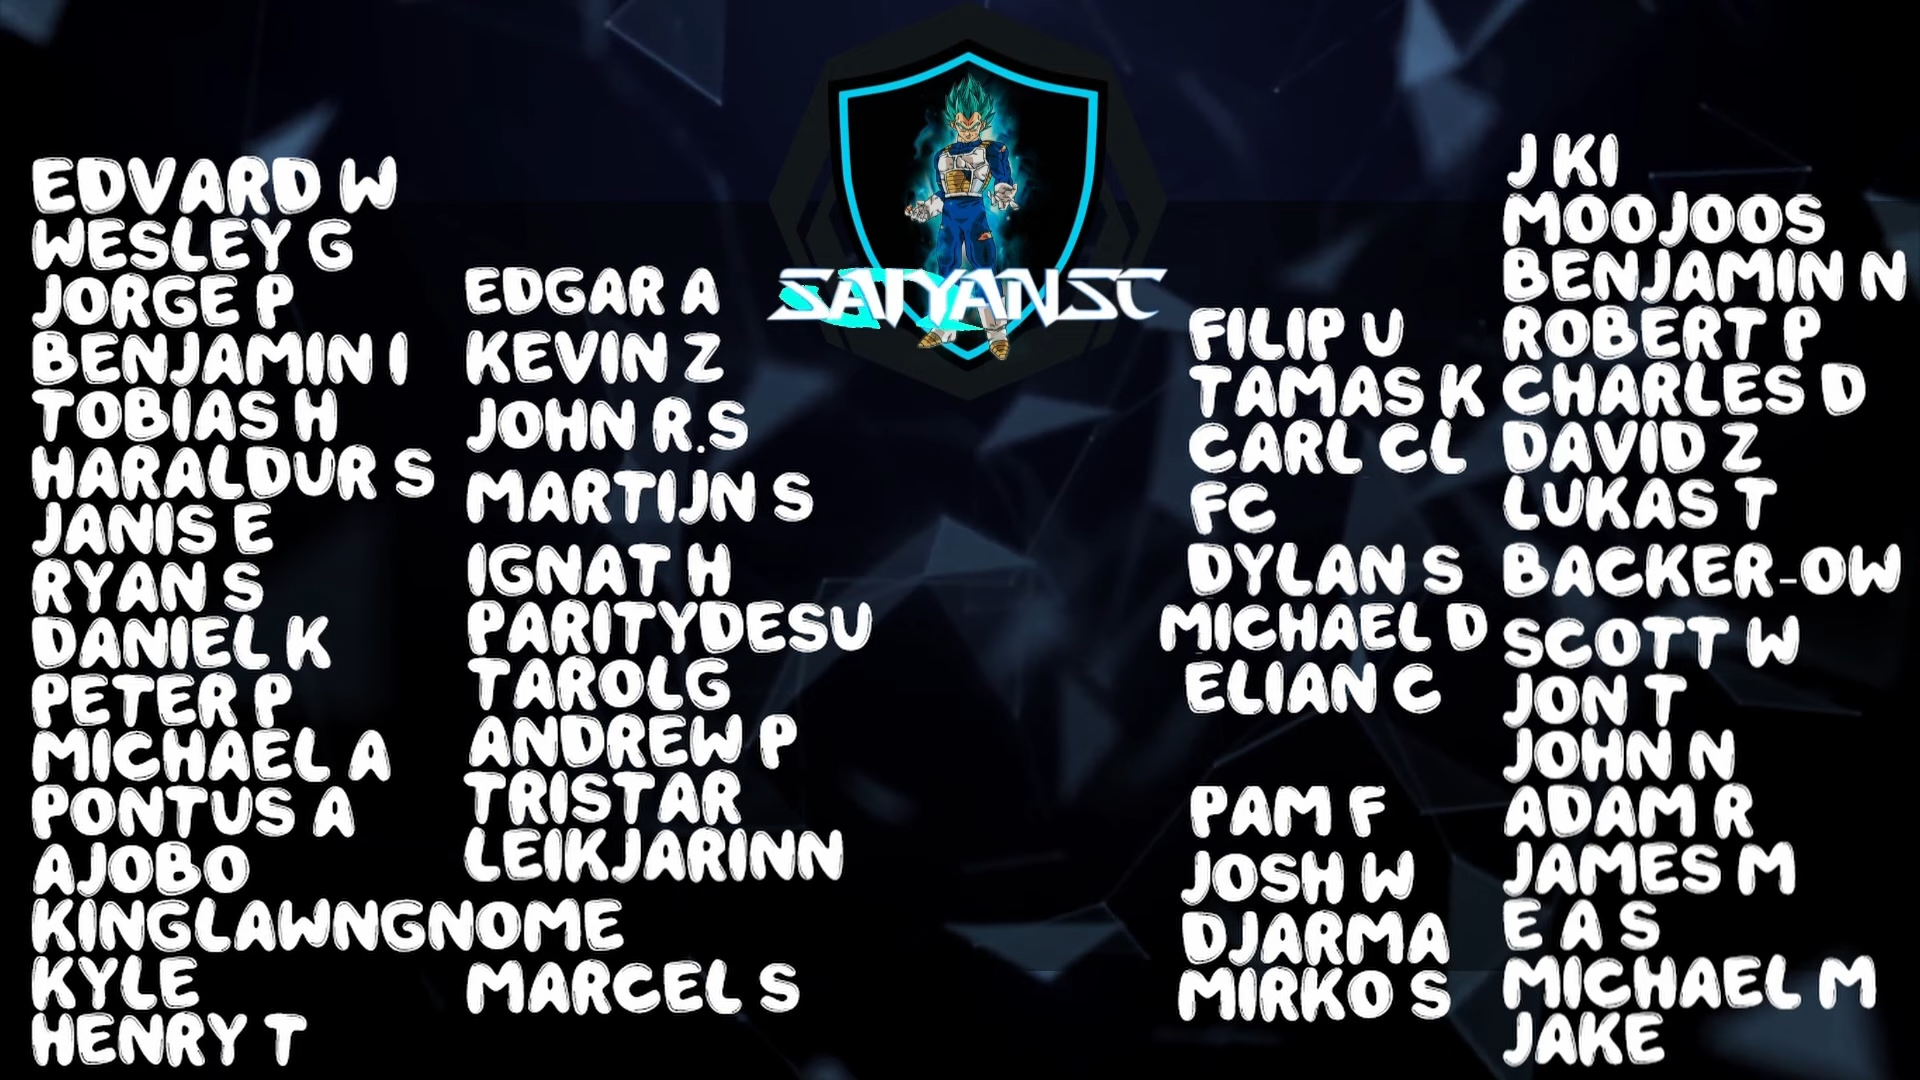 EDVARD W
WESLEY G
JORGE P
BENJAMIN I
TOBIAS H
HARALDUR S
JANIS E
RYAN S
DANIEL K
PETER P
MICHAEL A
PONTUS A
AJOBO
KINGLAWNGNOME
KYLE
HENRY T
EDGAR A
KEVIN Z
JOHN R.S
MARTIJN S
IGNAT H
PARITYDESU
TAROLG
ANDREW P
TRISTAR
LEIKJARINN
MARCEL S
SAIYANSC
FILIP U
TAMAS K
CARL CL
FC
DYLAN S
MICHAEL D
ELIAN C
PAM F
JOSH W
DJARMA
MIRKO S
J KI
MOOJOOS
BENJAMIN N
ROBERT P
CHARLES D
DAVID Z
LUKAS T
BACKER-OW
SCOTT W
JON T
JOHN N
ADAM R
JAMES M
E A S
MICHAEL M
JAKE